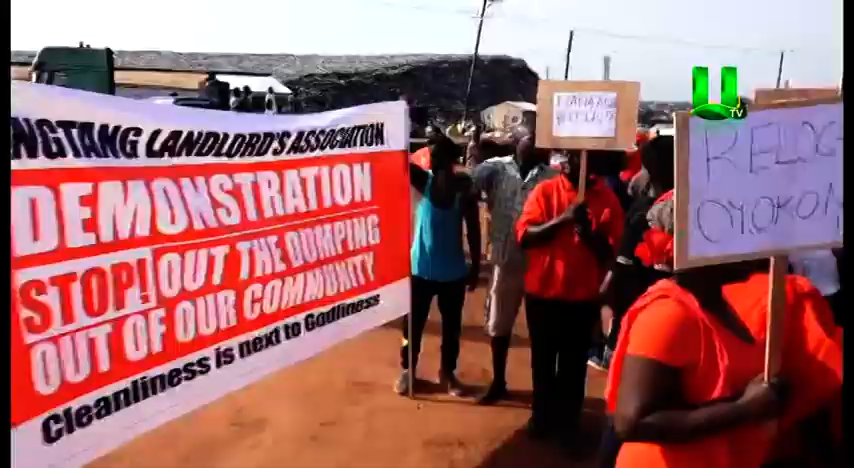 NGTANG LANDLORD'S ASSOCIATION
DEMONSTRATION
STOP! OUT THE DUMPING
OUT OF OUR COMMUNITY
Cleanliness is next to Godliness
RELOC
OYOKO
TV